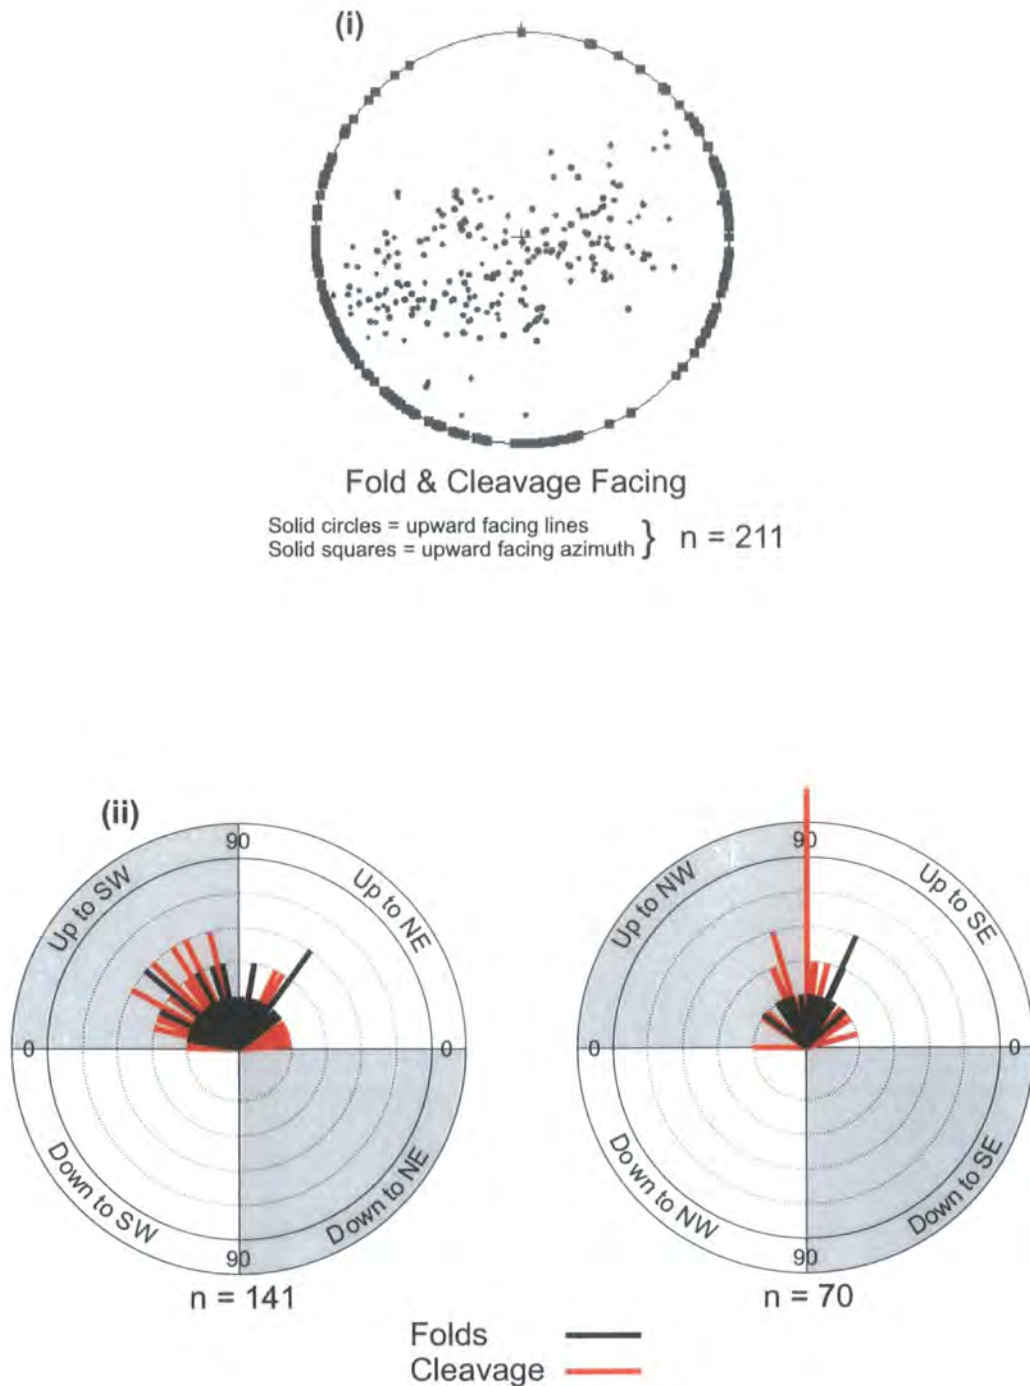 (i)
Fold & Cleavage Facing
Solid circles = upward facing lines
Solid squares = upward facing azimuth } n = 211
(ii)
90
Up to SW
Up to NE
0
0
Down to SW
Down to NE
90
n = 141
90
Up to NW
Up to SE
0
0
Down to NW
Down to SE
90
n = 70
Folds
Cleavage